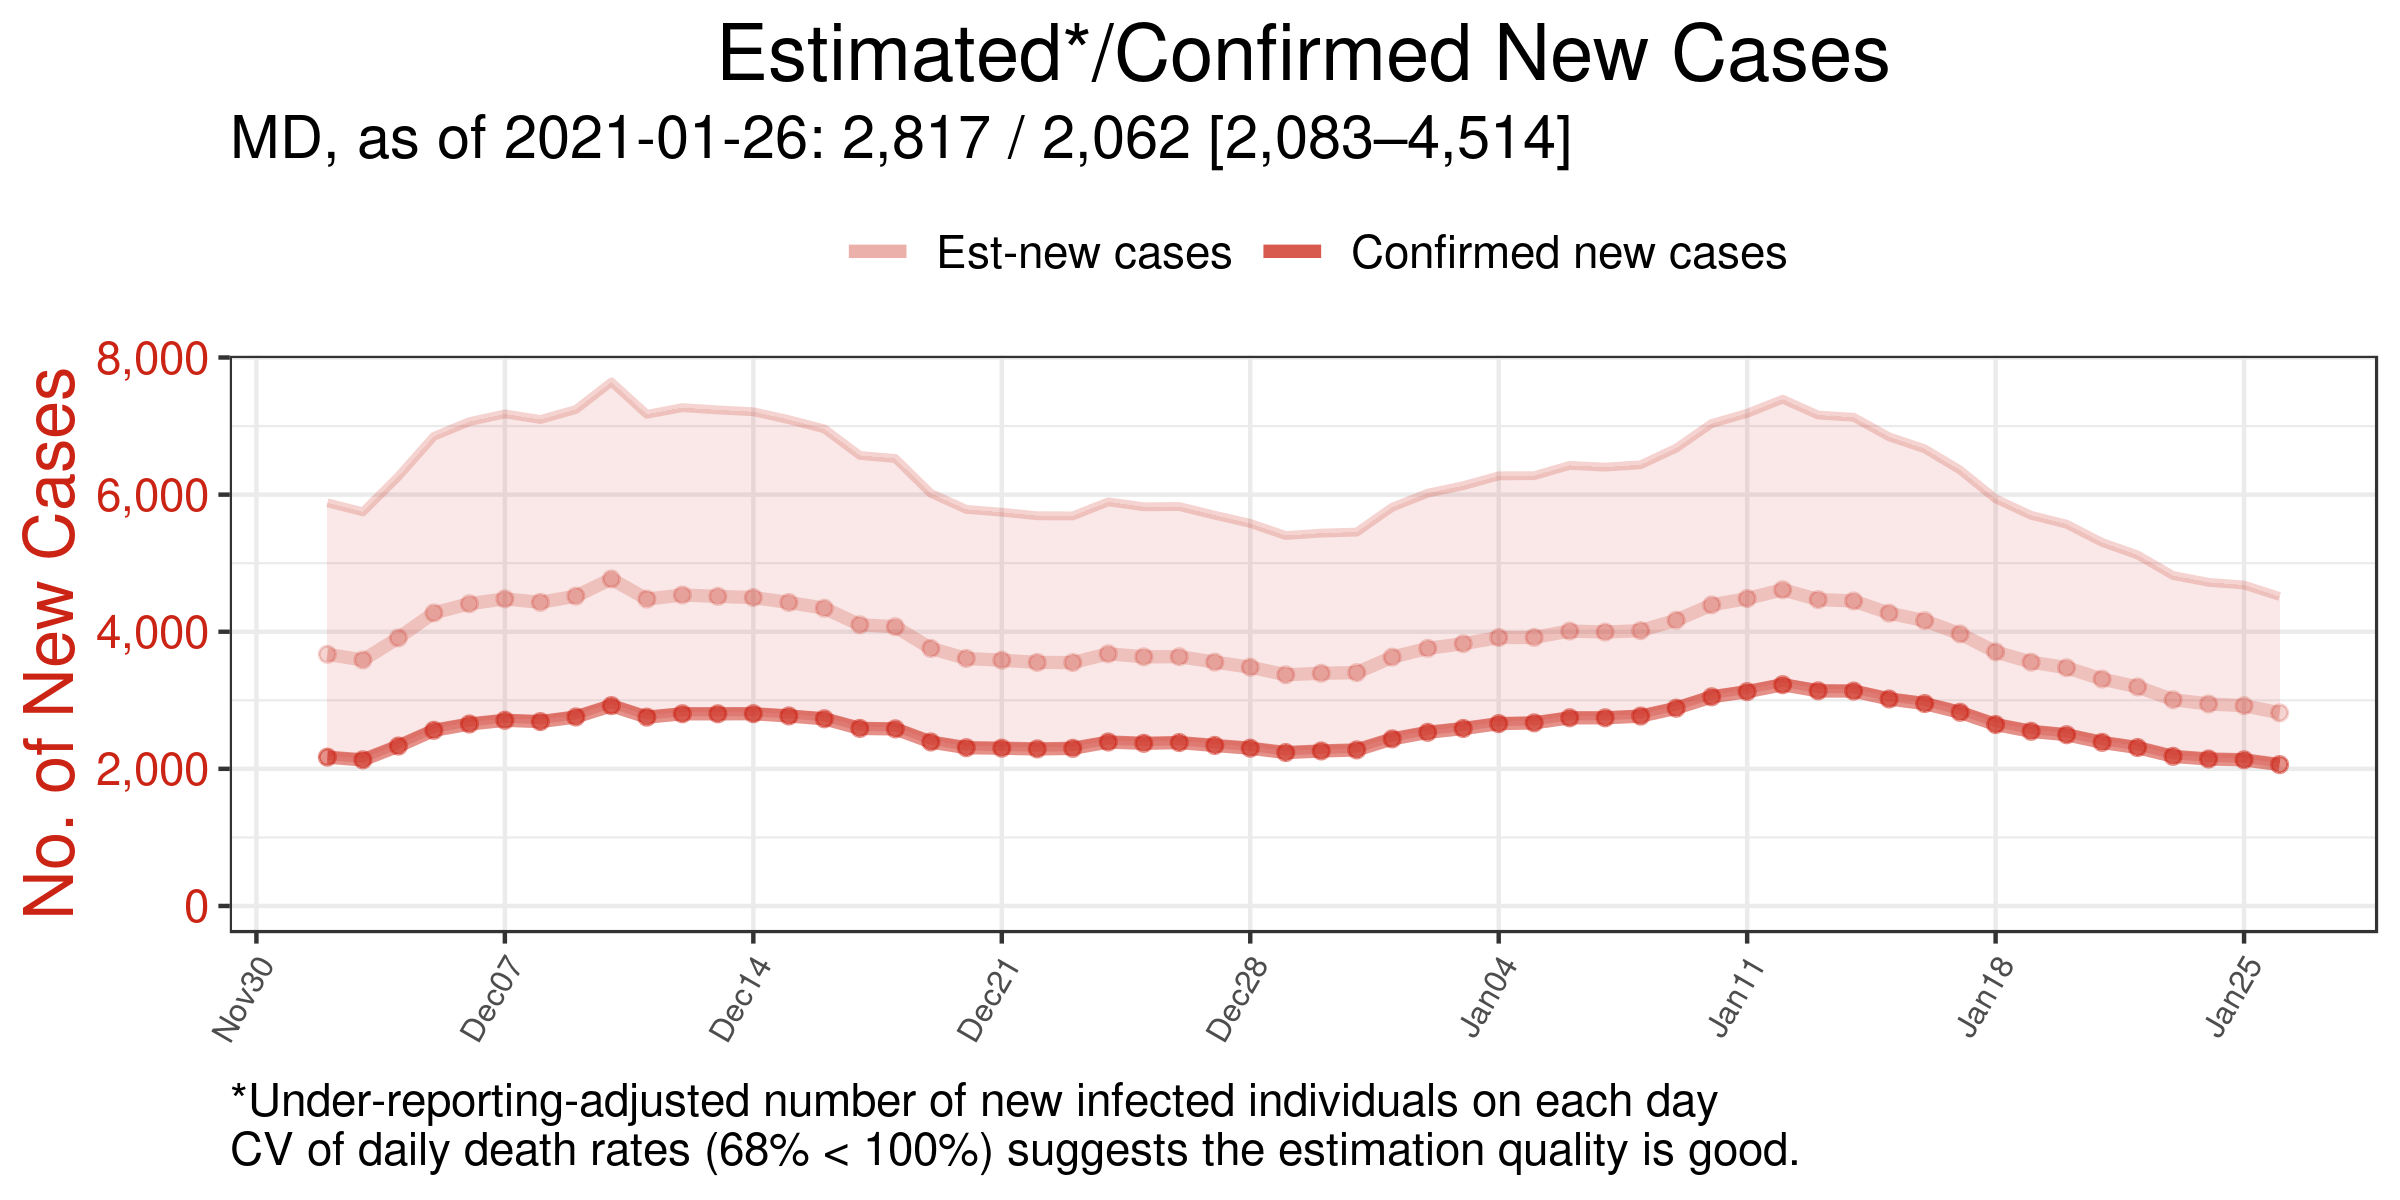 Estimated*/Confirmed New Cases
MD, as of 2021-01-26: 2,817 / 2,062 [2,083–4,514]
Est-new cases Confirmed new cases
No. of New Cases
8,000
6,000
4,000
2,000
0
Nov30 Dec07 Dec14 Dec21 Dec28 Jan04 Jan11 Jan18 Jan25
*Under-reporting-adjusted number of new infected individuals on each day
CV of daily death rates (68% < 100%) suggests the estimation quality is good.